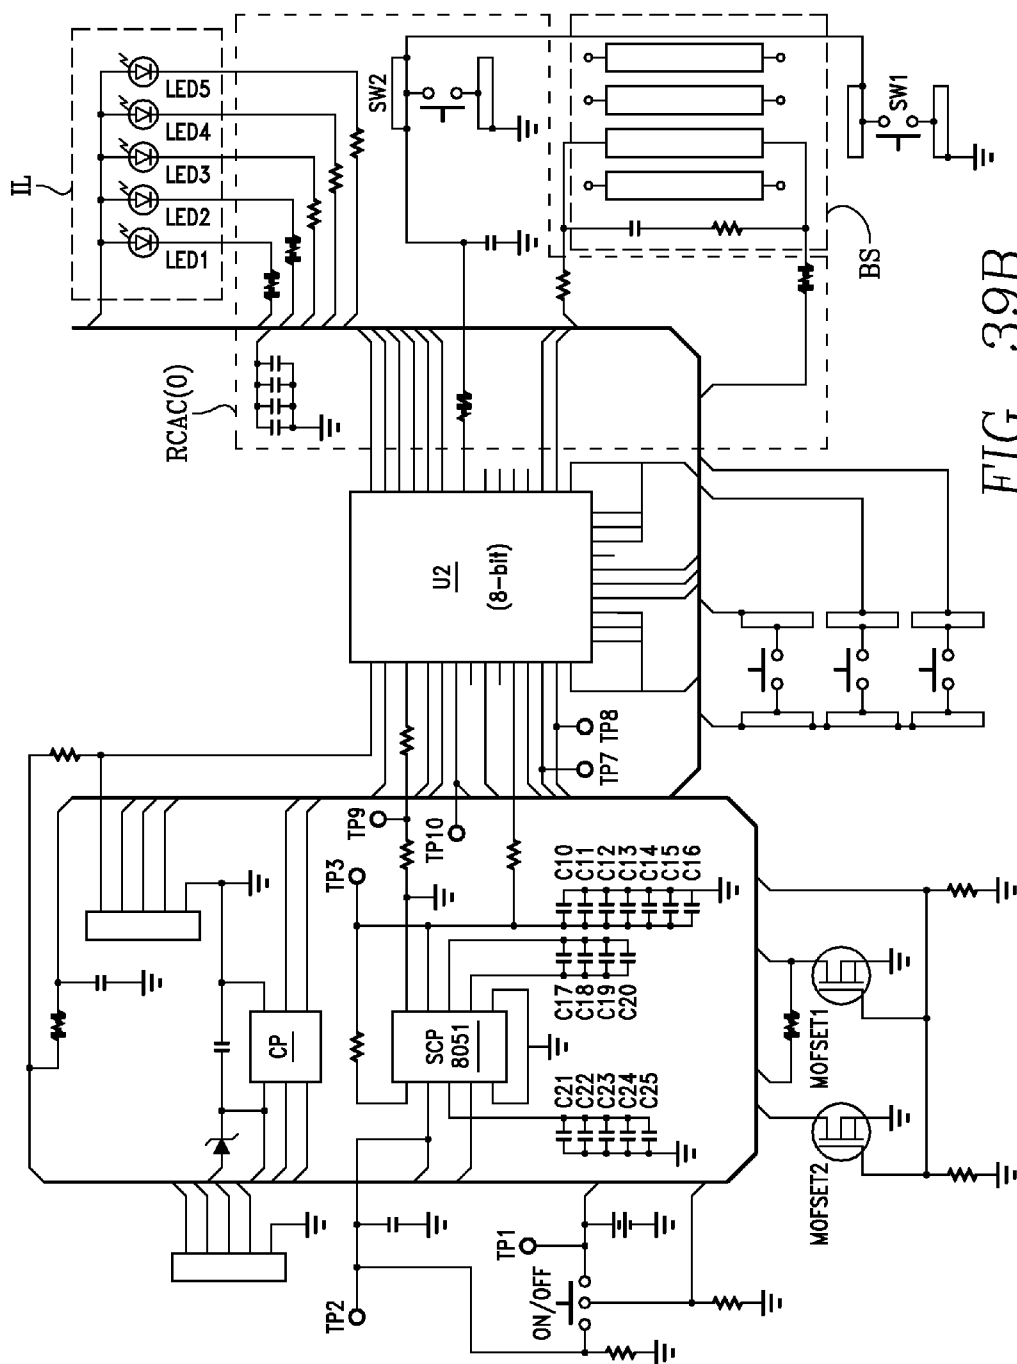 IL
LED1
LED2
LED3
LED4
LED5
RCAC(0)
SW2
SW1
BS
U2
(8-bit)
TP9
TP10
TP3
TP7
TP8
CP
SCP
8051
C10
C11
C12
C13
C14
C15
C16
C17
C18
C19
C20
C21
C22
C23
C24
C25
TP2
TP1
ON/OFF
MOFSET1
MOFSET2
FIG 39B